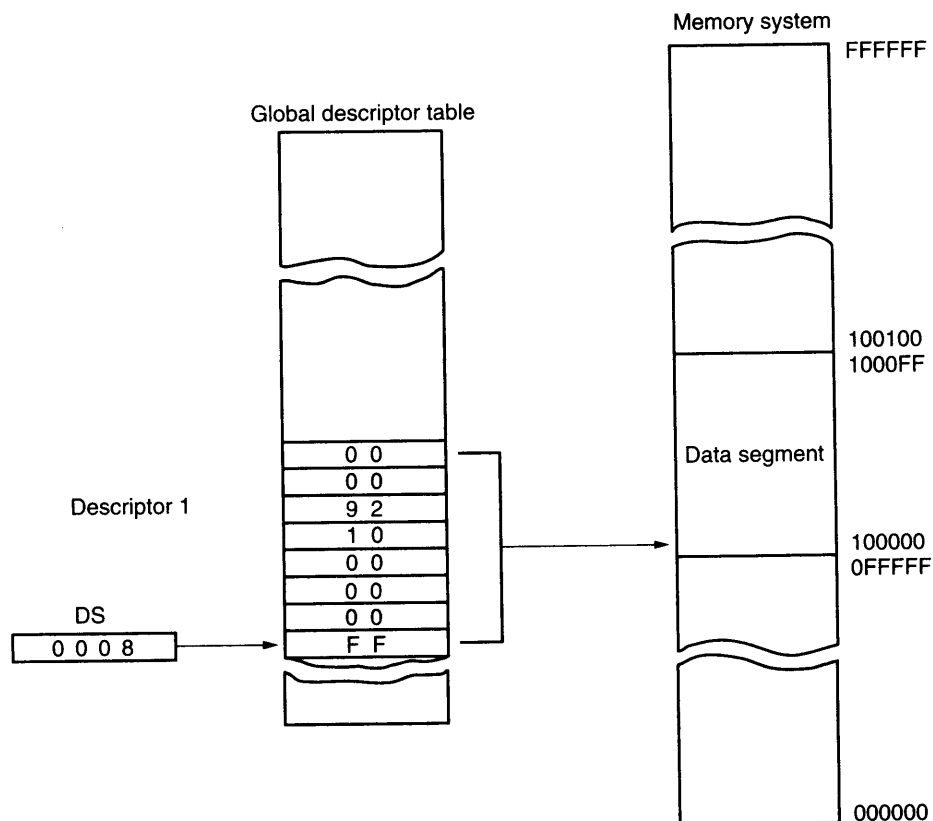 Memory system
FFFFFF
Global descriptor table
100100
1000FF
0 0
0 0
9 2
1 0
0 0
0 0
0 0
F F
Descriptor 1
Data segment
100000
0FFFFF
DS
0 0 0 8
000000